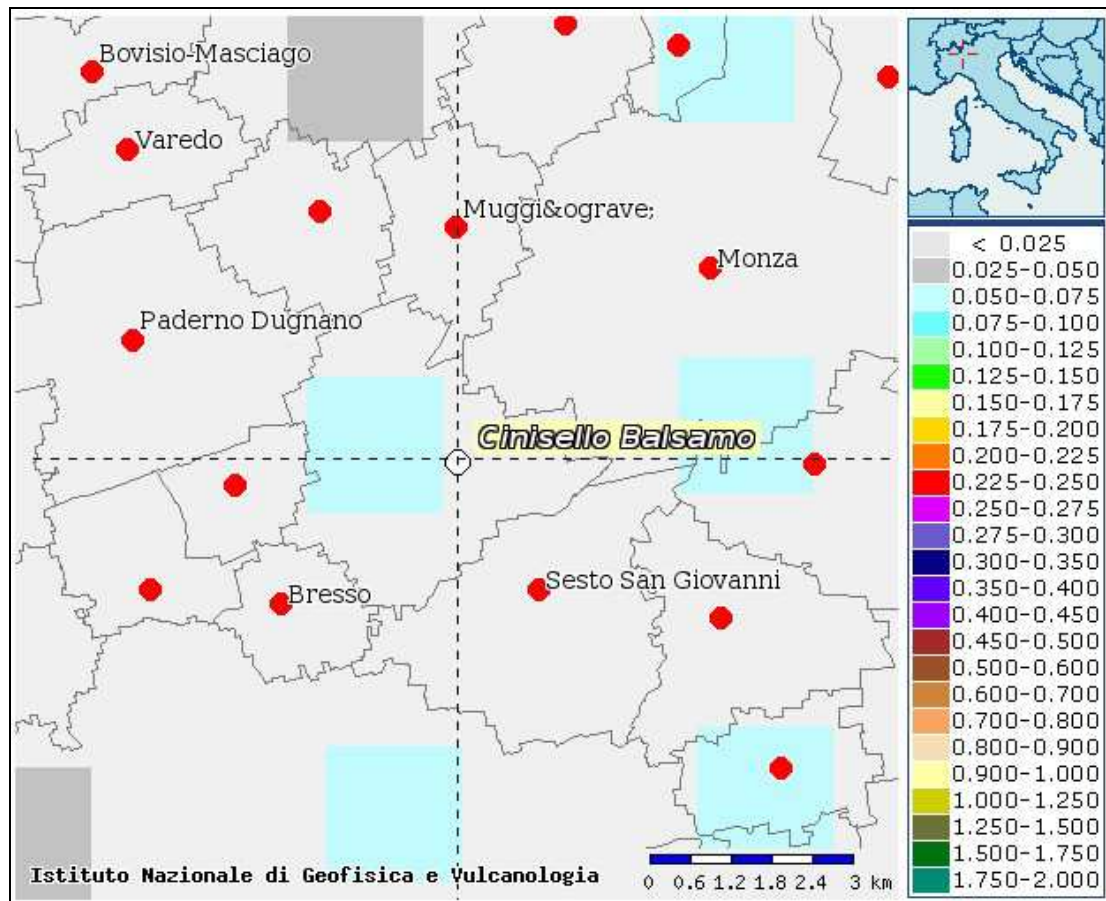 Bovisio-Masciago
Varedo
Muggi&ograve;
Monza
Paderno Dugnano
Cinisello Balsamo
Sesto San Giovanni
Bresso
Istituto Nazionale di Geofisica e Vulcanologia
0 0.6 1.2 1.8 2.4 3 km
< 0.025
0.025-0.050
0.050-0.075
0.075-0.100
0.100-0.125
0.125-0.150
0.150-0.175
0.175-0.200
0.200-0.225
0.225-0.250
0.250-0.275
0.275-0.300
0.300-0.350
0.350-0.400
0.400-0.450
0.450-0.500
0.500-0.600
0.600-0.700
0.700-0.800
0.800-0.900
0.900-1.000
1.000-1.250
1.250-1.500
1.500-1.750
1.750-2.000